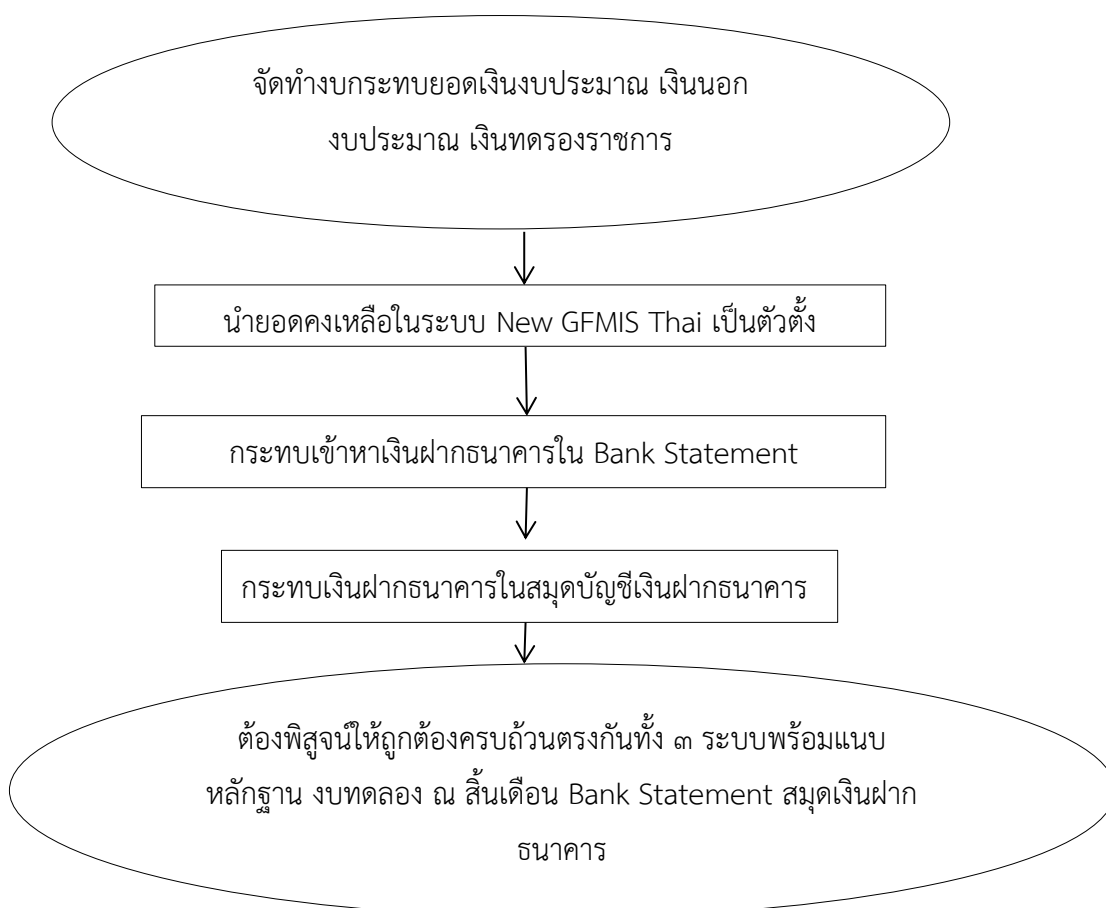 จัดทำงบกระทบยอดเงินงบประมาณ เงินนอก
งบประมาณ เงินทดรองราชการ
นำยอดคงเหลือในระบบ New GFMIS Thai เป็นตัวตั้ง
กระทบเข้าหาเงินฝากธนาคารใน Bank Statement
กระทบเงินฝากธนาคารในสมุดบัญชีเงินฝากธนาคาร
ต้องพิสูจน์ให้ถูกต้องครบถ้วนตรงกันทั้ง ๓ ระบบพร้อมแนบ
หลักฐาน งบทดลอง ณ สิ้นเดือน Bank Statement สมุดเงินฝาก
ธนาคาร